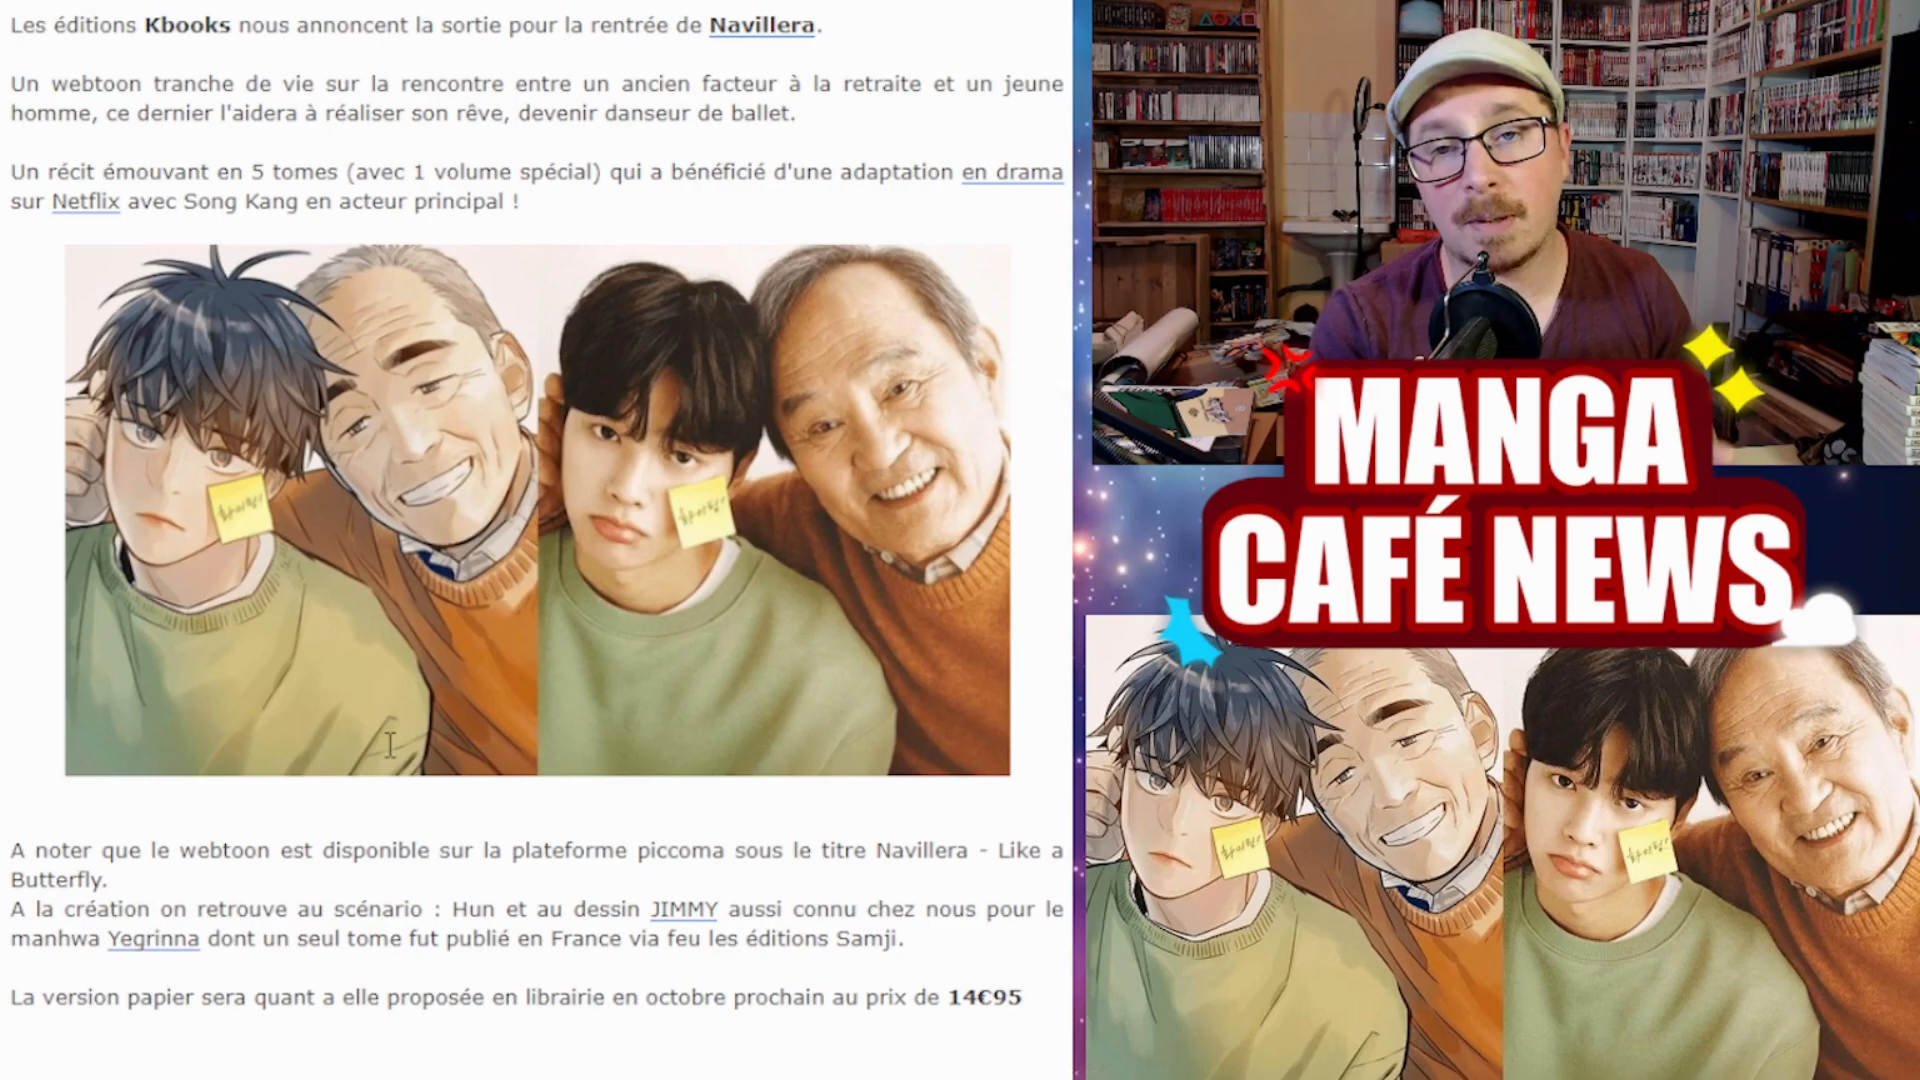 Les éditions Kbooks nous annoncent la sortie pour la rentrée de Navillera.
Un webtoon tranche de vie sur la rencontre entre un ancien facteur à la retraite et un jeune
homme, ce dernier l'aidera à réaliser son rêve, devenir danseur de ballet.
Un récit émouvant en 5 tomes (avec 1 volume spécial) qui a bénéficié d'une adaptation en drama
sur Netflix avec Song Kang en acteur principal !
A noter que le webtoon est disponible sur la plateforme piccoma sous le titre Navillera - Like a
Butterfly.
A la création on retrouve au scénario : Hun et au dessin JIMMY aussi connu chez nous pour le
manhwa Yegrinna dont un seul tome fut publié en France via feu les éditions Samji.
La version papier sera quant a elle proposée en librairie en octobre prochain au prix de 14€95
MANGA
CAFÉ NEWS